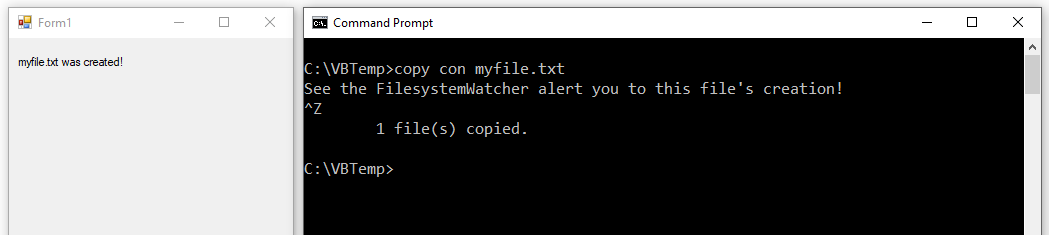 Form1
myfile.txt was created!
Command Prompt
C:\VBTemp>copy con myfile.txt
See the FilesystemWatcher alert you to this file's creation!
^Z
        1 file(s) copied.
C:\VBTemp>